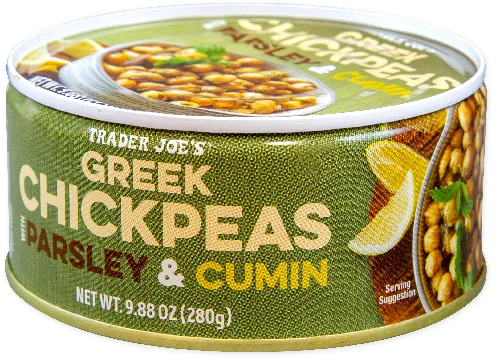 GREEK
CHICKPEAS
PARSLEY & CUMIN
TRADER JOE'S
GREEK
CHICKPEAS
WITH PARSLEY & CUMIN
NET WT. 9.88 OZ (280g)
Serving
Suggestion